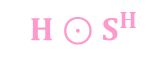 H ⊙ Sᴴ